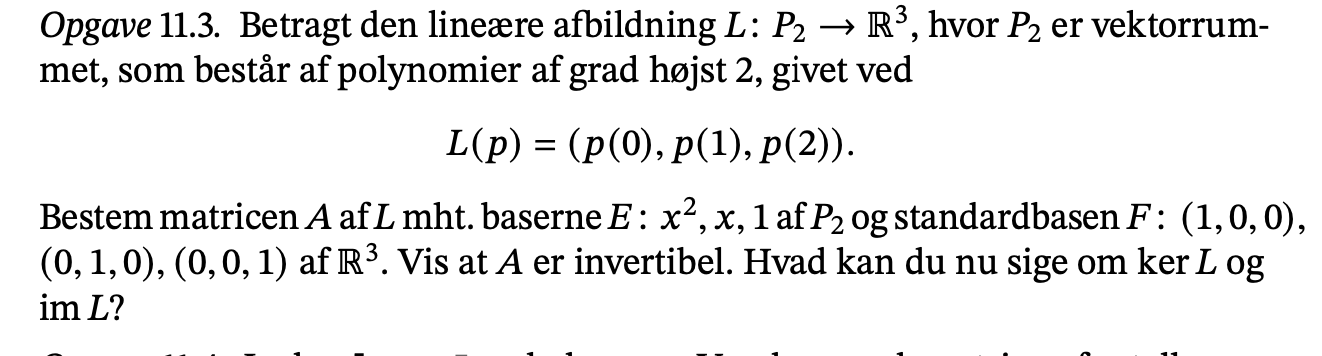 Opgave 11.3. Betragt den lineære afbildning L: P₂ → ℝ³, hvor P₂ er vektorrum-
met, som består af polynomier af grad højst 2, givet ved
L(p) = (p(0), p(1), p(2)).
Bestem matricen A af L mht. baserne E: x², x, 1 af P₂ og standardbasen F: (1, 0, 0),
(0, 1, 0), (0, 0, 1) af ℝ³. Vis at A er invertibel. Hvad kan du nu sige om ker L og
im L?